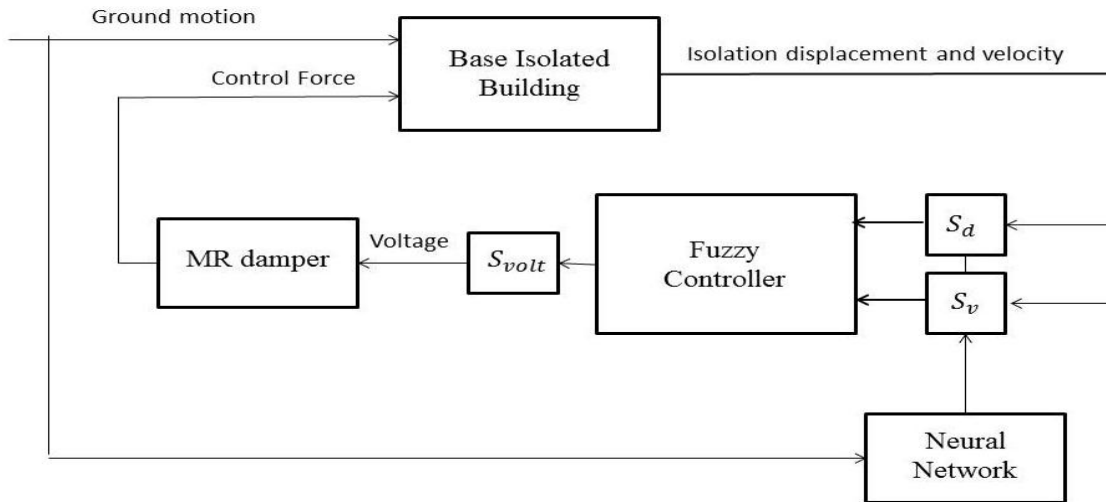 Ground motion
Base Isolated
Building
Isolation displacement and velocity
Control Force
MR damper
Voltage
S_volt
Fuzzy
Controller
S_d
S_v
Neural
Network